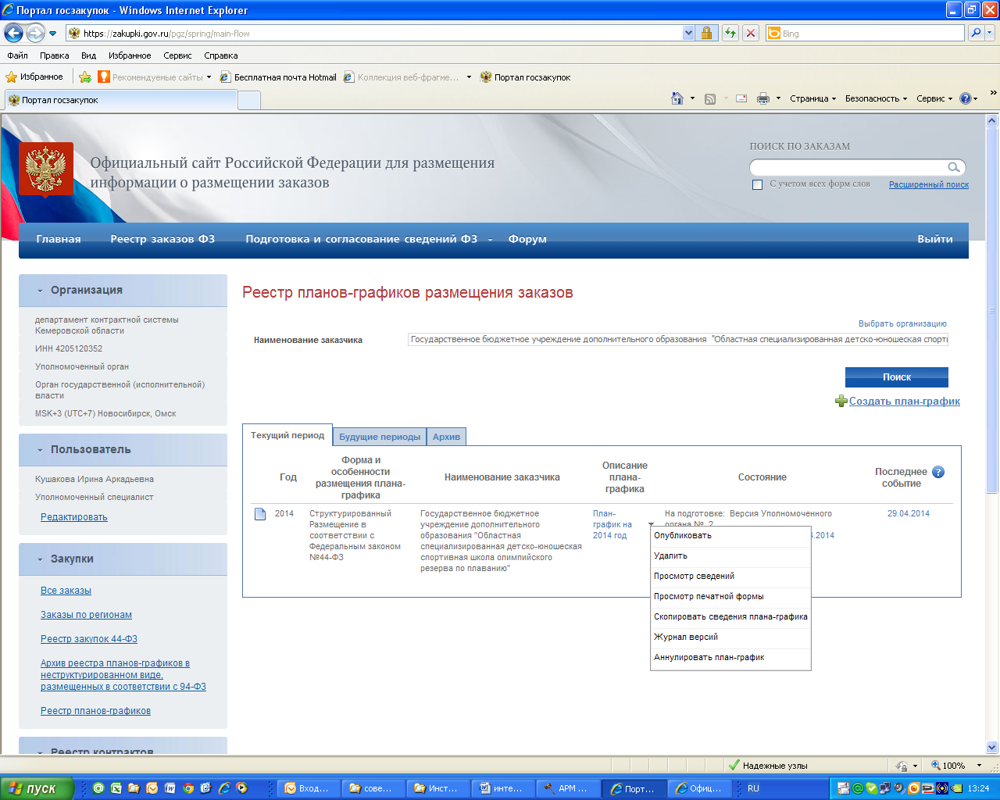 Портал госзакупок - Windows Internet Explorer
https://zakupki.gov.ru/pgz/spring/main-flow
Bing
Файл Правка Вид Избранное Сервис Справка
Избранное Рекомендуемые сайты Бесплатная почта Hotmail Коллекция веб-фрагме... Портал госзакупок
Портал госзакупок
Страница Безопасность Сервис
Официальный сайт Российской Федерации для размещения
информации о размещении заказов
ПОИСК ПО ЗАКАЗАМ
С учетом всех форм слов Расширенный поиск
Главная Реестр заказов ФЗ Подготовка и согласование сведений ФЗ Форум Выйти
Организация
департамент контрактной системы
Кемеровской области
ИНН 4205120352
Уполномоченный орган
Орган государственной (исполнительной)
власти
MSK+3 (UTC+7) Новосибирск, Омск
Пользователь
Кушакова Ирина Аркадьевна
Уполномоченный специалист
Редактировать
Закупки
Все заказы
Заказы по регионам
Реестр закупок 44-ФЗ
Архив реестра планов-графиков в
неструктурированном виде,
размещенных в соответствии с 94-ФЗ
Реестр планов-графиков
Реестр контрактов
Реестр планов-графиков размещения заказов
Выбрать организацию
Наименование заказчика Государственное бюджетное учреждение дополнительного образования "Областная специализированная детско-юношеская спорти
Поиск
Создать план-график
Текущий период Будущие периоды Архив
Год
Форма и
особенности
размещения плана-
графика
Наименование заказчика
Описание
плана-
графика
Состояние
Последнее
событие
2014
Структурированный
Размещение в
соответствии с
Федеральным законом
№44-ФЗ
Государственное бюджетное
учреждение дополнительного
образования "Областная
специализированная детско-юношеская
спортивная школа олимпийского
резерва по плаванию"
План-
график на
2014 год
На подготовке: Версия Уполномоченного
органа № 2
4.2014
29.04.2014
Опубликовать
Удалить
Просмотр сведений
Просмотр печатной формы
Скопировать сведения плана-графика
Журнал версий
Аннулировать план-график
Надежные узлы 100%
пуск Вход... сове... Инст... инте... АРМ ... Порт... Офиц... RU 13:24